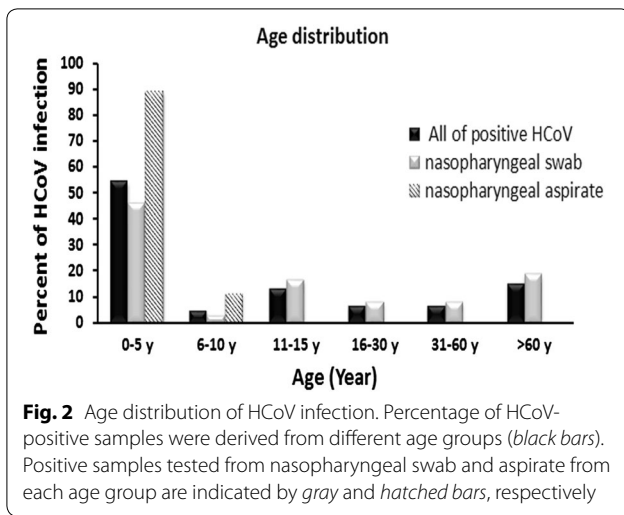 Age distribution
Percent of HCoV infection
100
90
80
70
60
50
40
30
20
10
0
All of positive HCoV
nasopharyngeal swab
nasopharyngeal aspirate
0-5 y 6-10 y 11-15 y 16-30 y 31-60 y >60 y
Age (Year)
Fig. 2 Age distribution of HCoV infection. Percentage of HCoV-
positive samples were derived from different age groups (black bars).
Positive samples tested from nasopharyngeal swab and aspirate from
each age group are indicated by gray and hatched bars, respectively